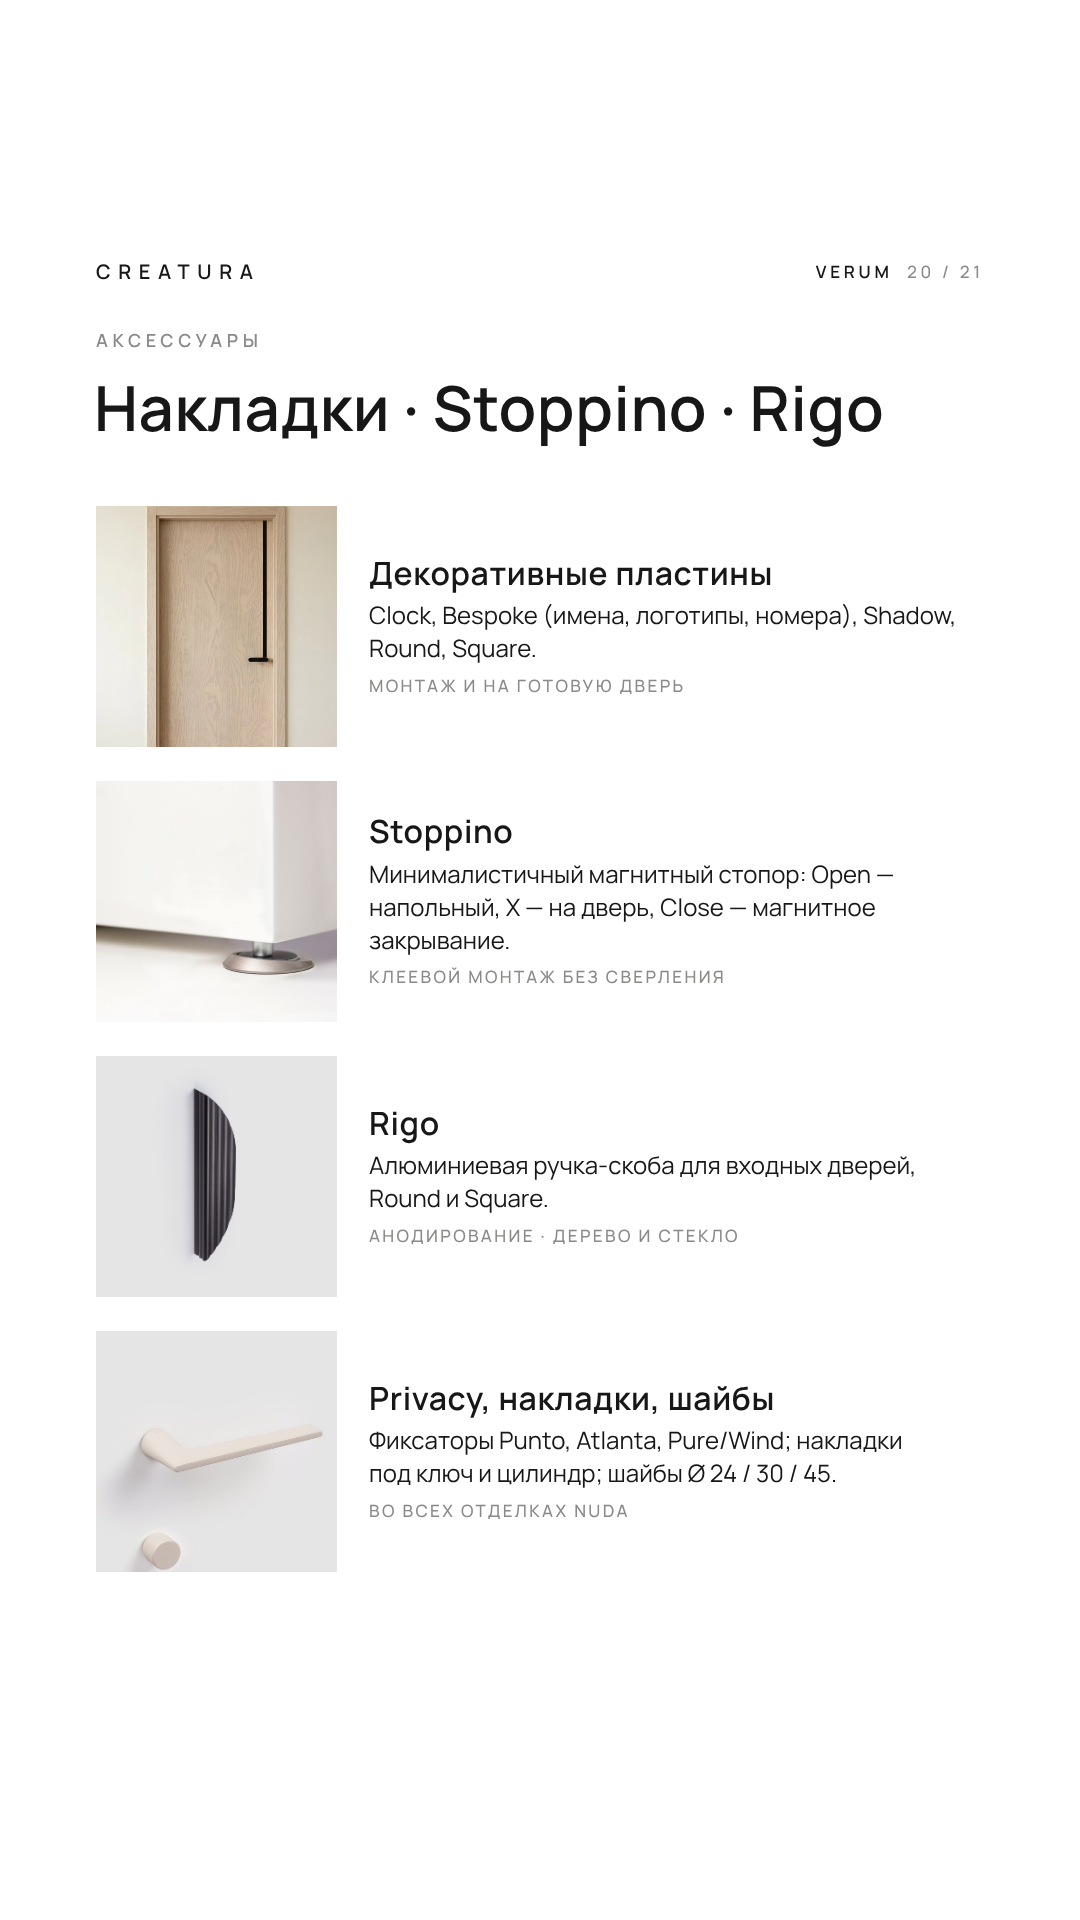 CREATURA
VERUM 20 / 21
АКСЕССУАРЫ
Накладки · Stoppino · Rigo
Декоративные пластины
Clock, Bespoke (имена, логотипы, номера), Shadow,
Round, Square.
МОНТАЖ И НА ГОТОВУЮ ДВЕРЬ
Stoppino
Минималистичный магнитный стопор: Open —
напольный, X — на дверь, Close — магнитное
закрывание.
КЛЕЕВОЙ МОНТАЖ БЕЗ СВЕРЛЕНИЯ
Rigo
Алюминиевая ручка-скоба для входных дверей,
Round и Square.
АНОДИРОВАНИЕ · ДЕРЕВО И СТЕКЛО
Privacy, накладки, шайбы
Фиксаторы Punto, Atlanta, Pure/Wind; накладки
под ключ и цилиндр; шайбы Ø 24 / 30 / 45.
ВО ВСЕХ ОТДЕЛКАХ NUDA